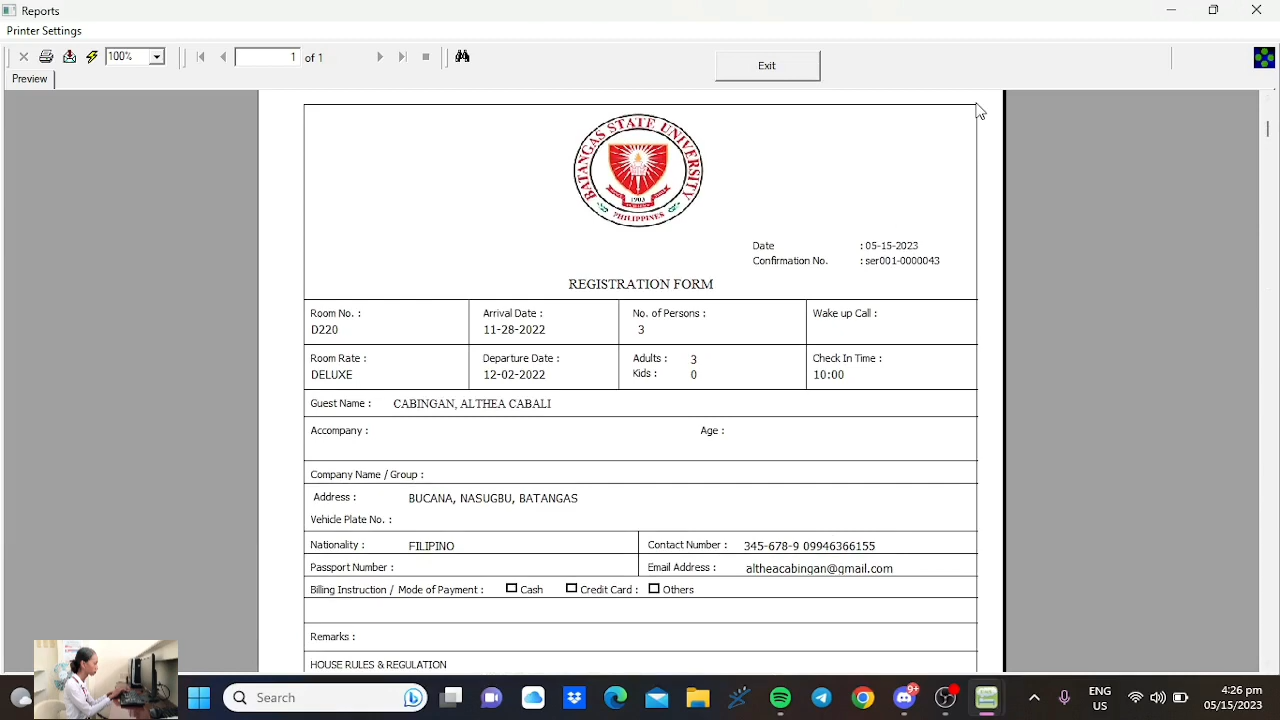 Reports
Printer Settings
100%
1 of 1
Exit
Preview
BATANGAS STATE UNIVERSITY
1903
PHILIPPINES
Date : 05-15-2023
Confirmation No. : ser001-0000043
REGISTRATION FORM
Room No. : Arrival Date : No. of Persons : Wake up Call :
D220 11-28-2022 3
Room Rate : Departure Date : Adults : 3 Check In Time :
DELUXE 12-02-2022 Kids : 0 10:00
Guest Name : CABINGAN, ALTHEA CABALI
Accompany : Age :
Company Name / Group :
Address : BUCANA, NASUGBU, BATANGAS
Vehicle Plate No. :
Nationality : FILIPINO Contact Number : 345-678-9 09946366155
Passport Number : Email Address : altheacabingan@gmail.com
Billing Instruction / Mode of Payment : Cash Credit Card : Others
Remarks :
HOUSE RULES & REGULATION
Search
9+
ENG
US
4:26 pm
05/15/2023